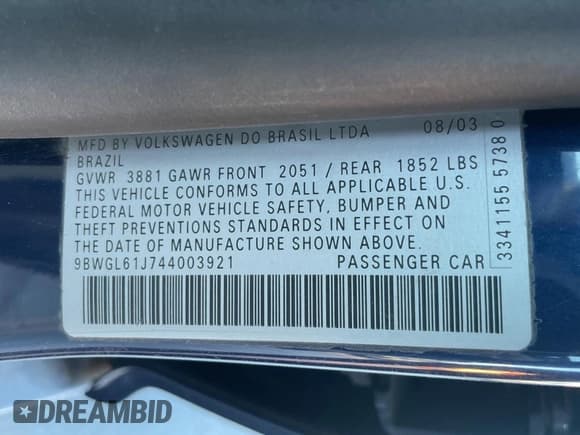 MFD BY VOLKSWAGEN DO BRASIL LTDA 08/03
BRAZIL
GVWR 3881 GAWR FRONT 2051 / REAR 1852 LBS
THIS VEHICLE CONFORMS TO ALL APPLICABLE U.S.
FEDERAL MOTOR VEHICLE SAFETY, BUMPER AND
THEFT PREVENTIONS STANDARDS IN EFFECT ON
THE DATE OF MANUFACTURE SHOWN ABOVE.
9BWGL61J744003921 PASSENGER CAR
3341155 5738 0
DREAMBID